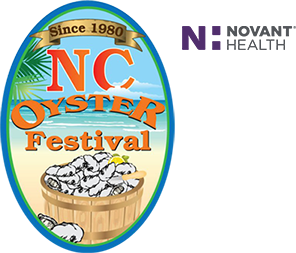 Since 1980
NC
OYSTER
Festival
N NOVANT
HEALTH